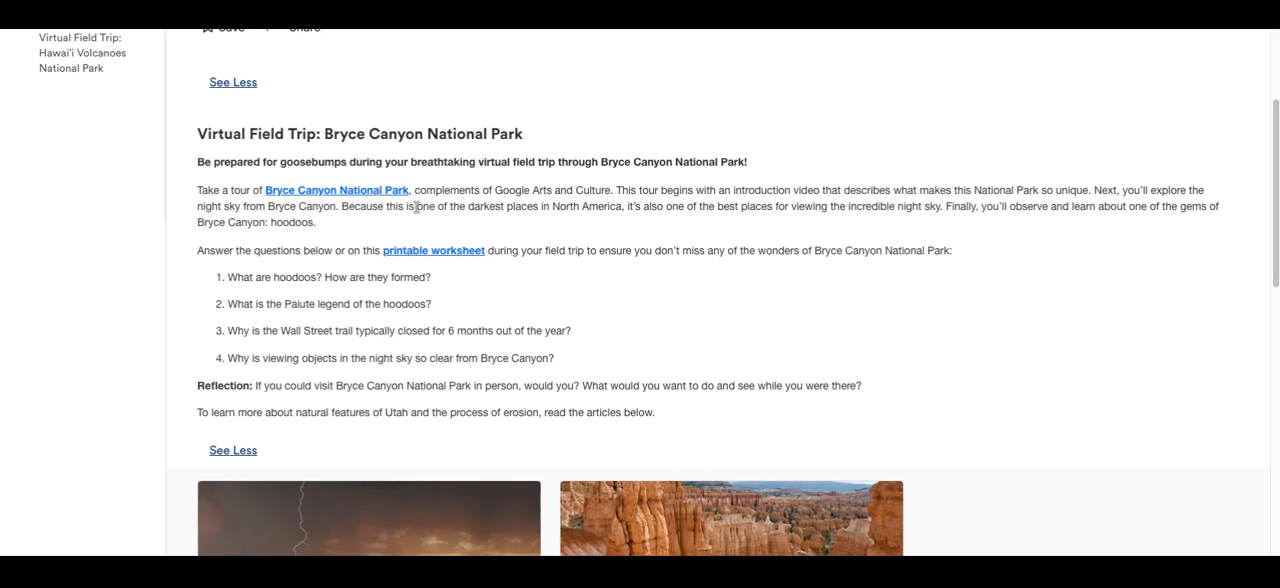 Virtual Field Trip:
Hawai'i Volcanoes
National Park
Save
Share
See Less
Virtual Field Trip: Bryce Canyon National Park
Be prepared for goosebumps during your breathtaking virtual field trip through Bryce Canyon National Park!
Take a tour of Bryce Canyon National Park, complements of Google Arts and Culture. This tour begins with an introduction video that describes what makes this National Park so unique. Next, you'll explore the
night sky from Bryce Canyon. Because this is one of the darkest places in North America, it's also one of the best places for viewing the incredible night sky. Finally, you'll observe and learn about one of the gems of
Bryce Canyon: hoodoos.
Answer the questions below or on this printable worksheet during your field trip to ensure you don't miss any of the wonders of Bryce Canyon National Park:
1. What are hoodoos? How are they formed?
2. What is the Paiute legend of the hoodoos?
3. Why is the Wall Street trail typically closed for 6 months out of the year?
4. Why is viewing objects in the night sky so clear from Bryce Canyon?
Reflection: If you could visit Bryce Canyon National Park in person, would you? What would you want to do and see while you were there?
To learn more about natural features of Utah and the process of erosion, read the articles below.
See Less